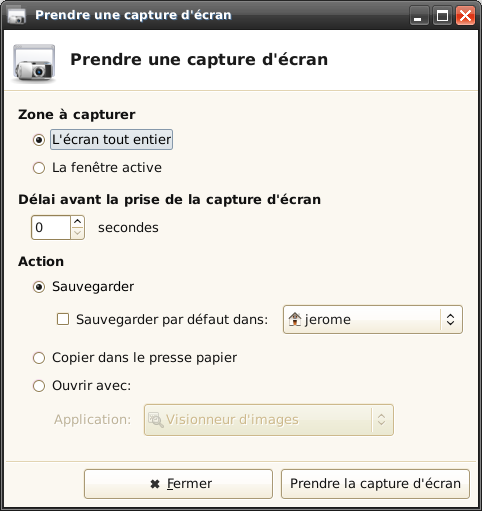 Prendre une capture d'écran
Prendre une capture d'écran
Zone à capturer
L'écran tout entier
La fenêtre active
Délai avant la prise de la capture d'écran
0 secondes
Action
Sauvegarder
Sauvegarder par défaut dans: jerome
Copier dans le presse papier
Ouvrir avec:
Application: Visionneur d'images
Fermer Prendre la capture d'écran